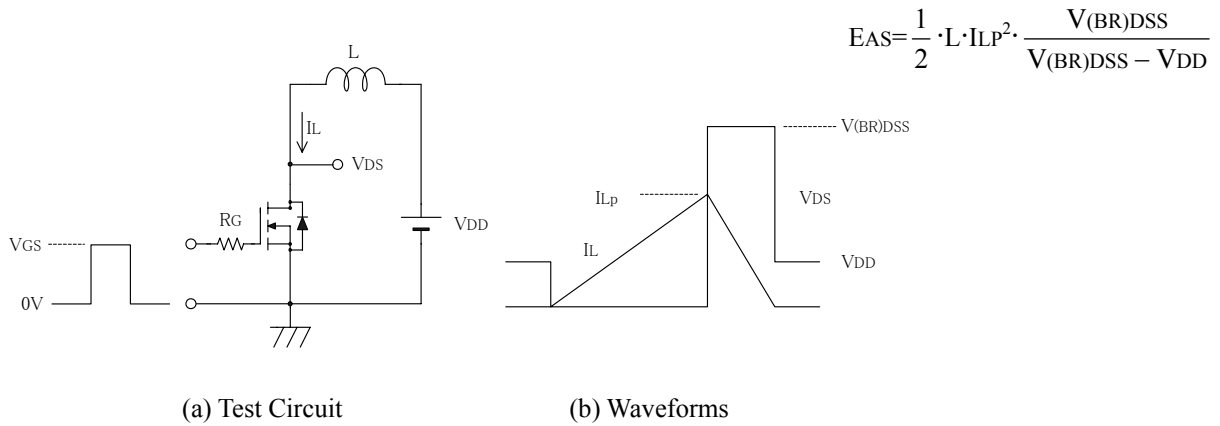 EAS=1/2 ·L·ILP²· V(BR)DSS / V(BR)DSS – VDD
L
IL
VDS
RG
VDD
VGS
0V
V(BR)DSS
ILp
VDS
IL
VDD
(a) Test Circuit
(b) Waveforms